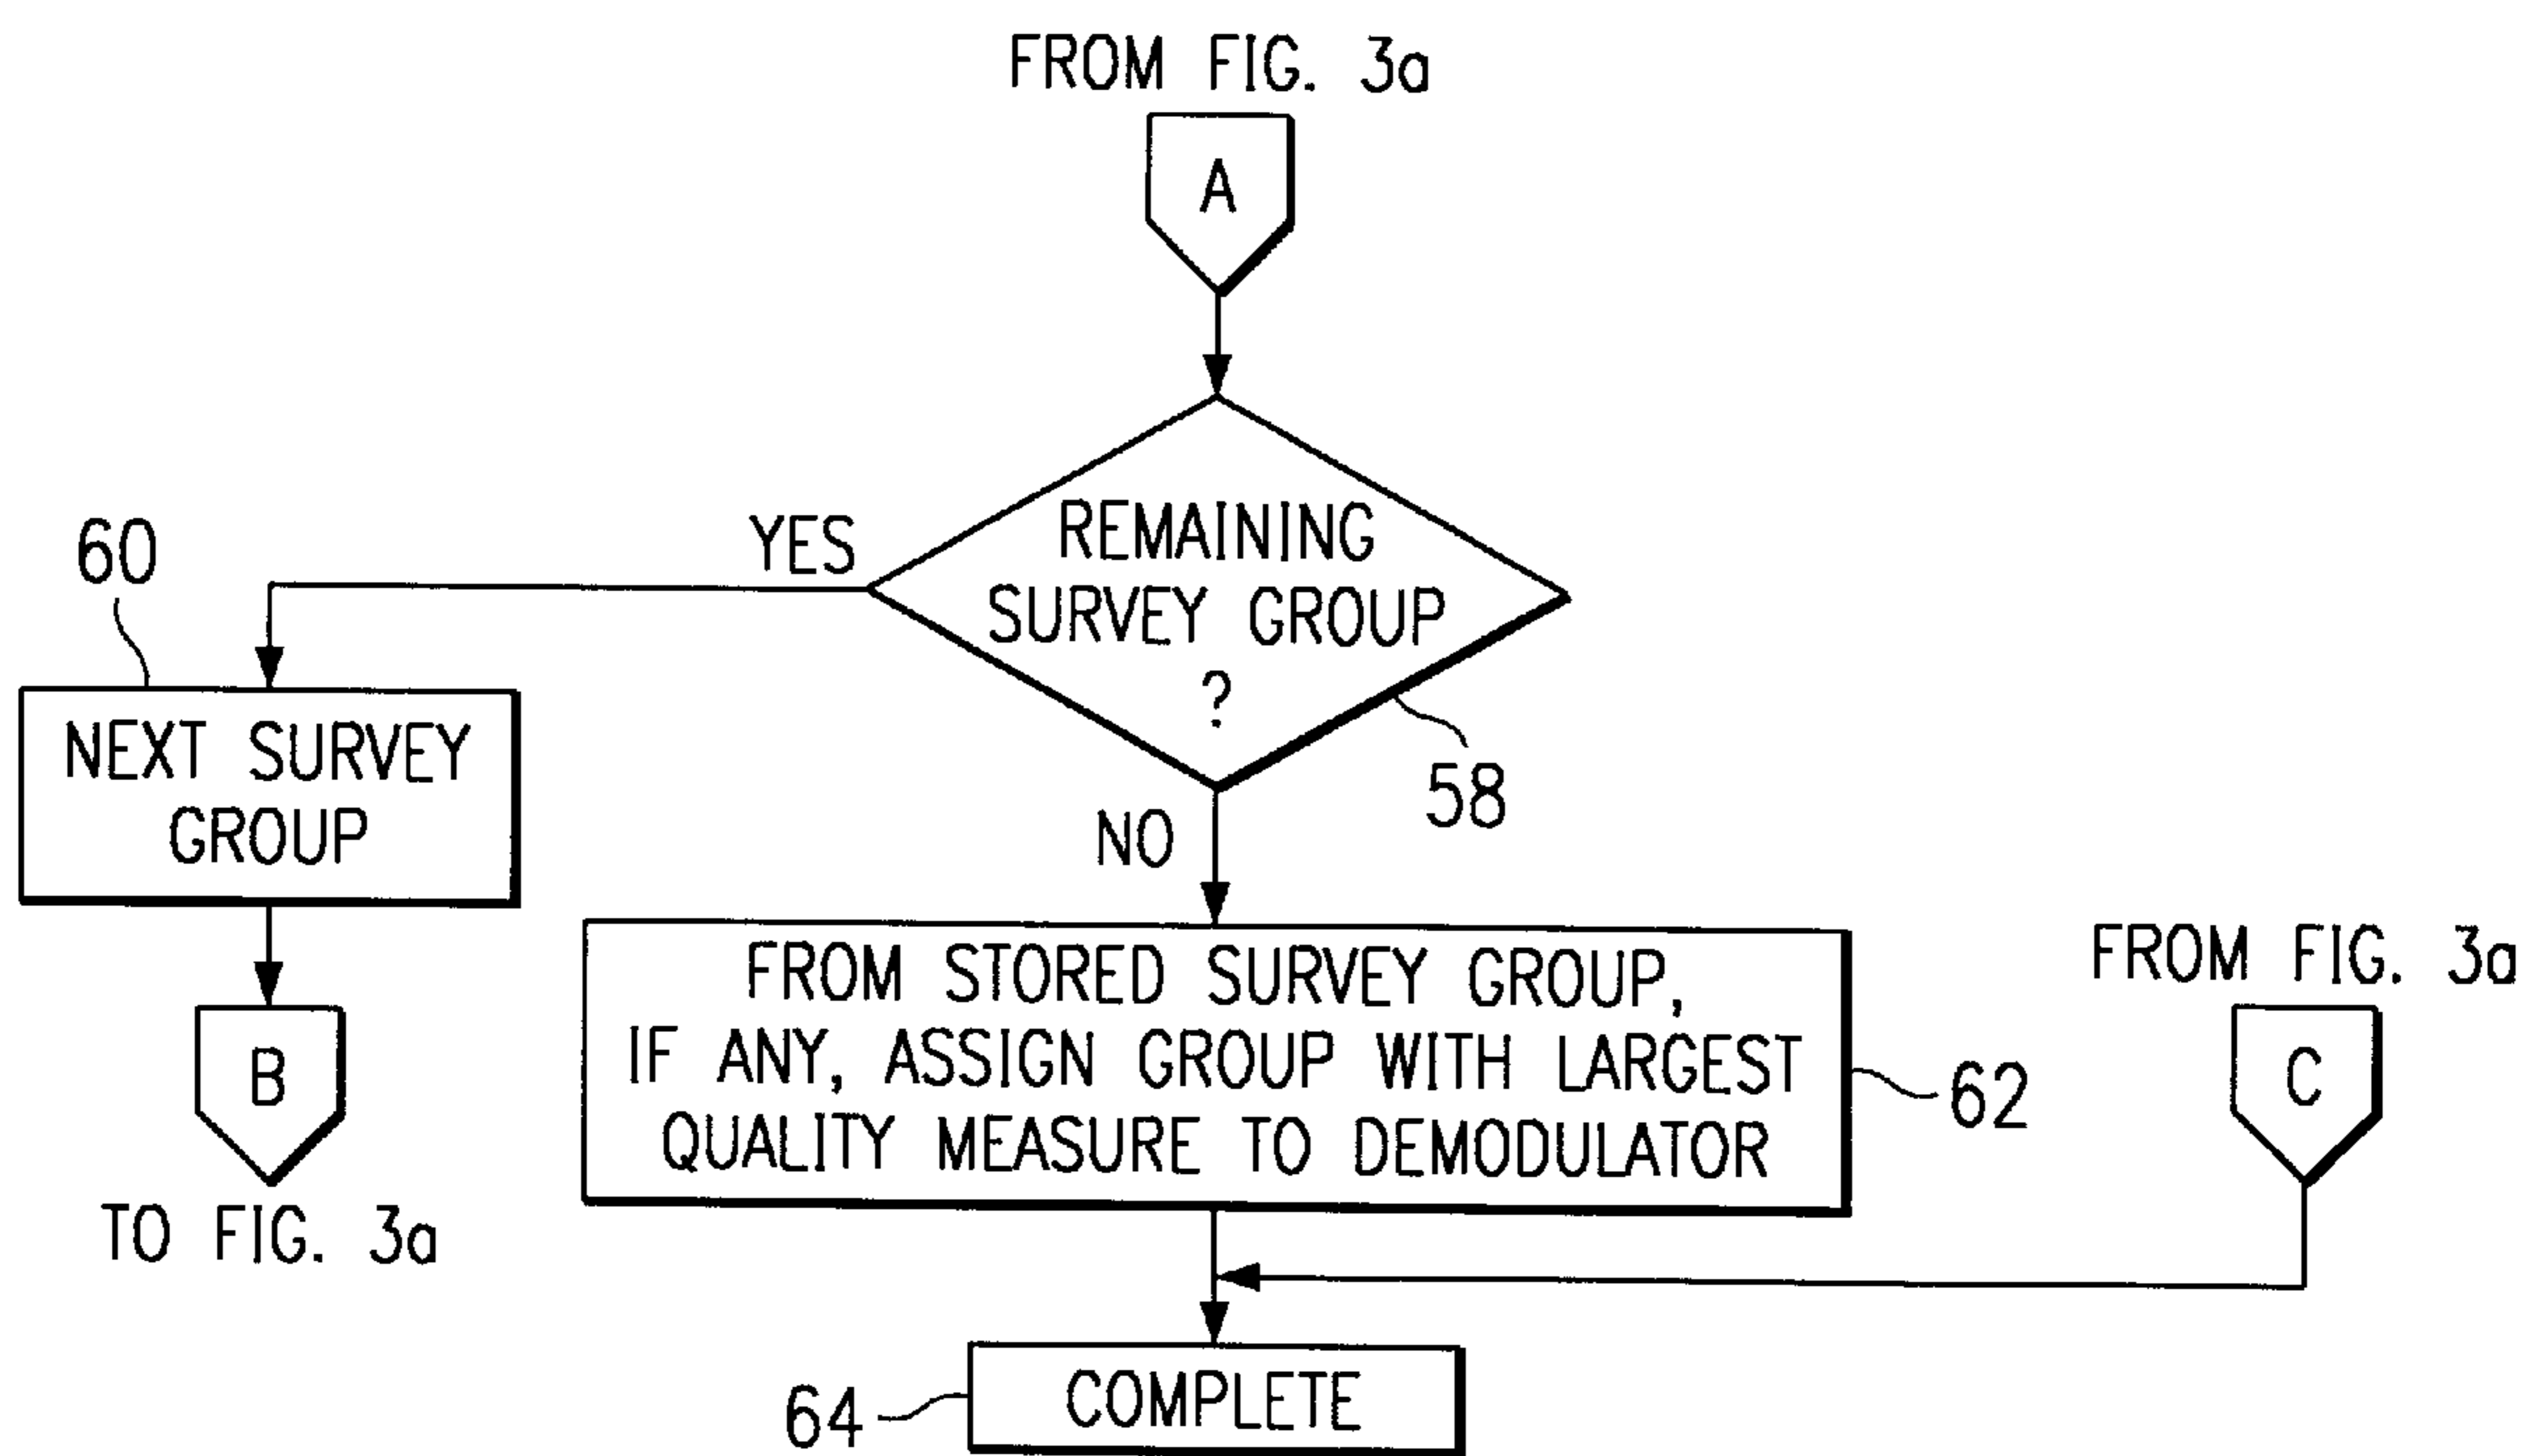 FROM FIG. 3a
A
REMAINING
SURVEY GROUP
?
58
YES
60
NEXT SURVEY
GROUP
B
TO FIG. 3a
NO
FROM STORED SURVEY GROUP,
IF ANY, ASSIGN GROUP WITH LARGEST
QUALITY MEASURE TO DEMODULATOR
62
FROM FIG. 3a
C
64
COMPLETE